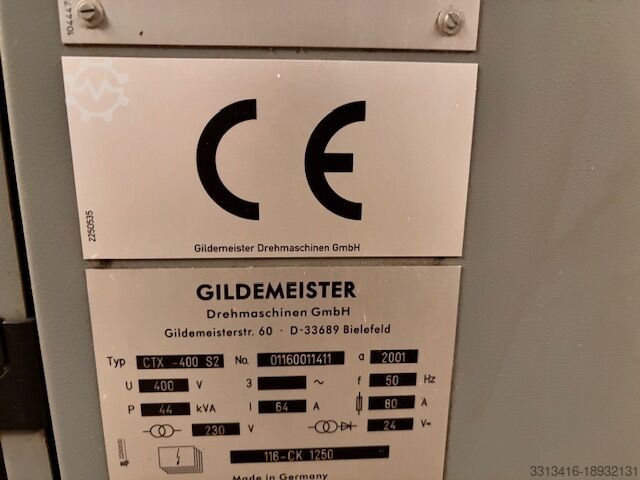 104447
CE
2250535
Gildemeister Drehmaschinen GmbH
GILDEMEISTER
Drehmaschinen GmbH
Gildemeisterstr. 60 · D-33689 Bielefeld
Typ CTX -400 S2 No. 01160011411 a 2001
U 400 V 3 ~ f 50 Hz
P 44 kVA I 64 A 80 A
230 V 24 V=
116-CK 1250
Made in Germany
3313416-18932131